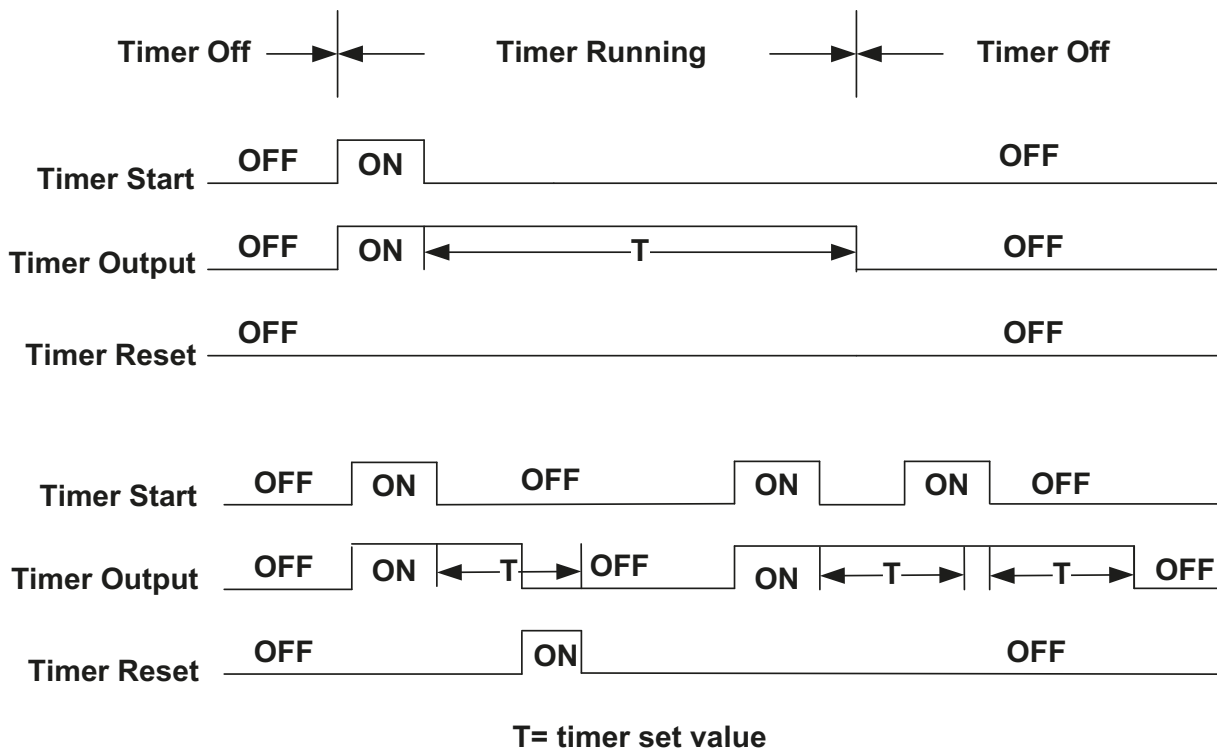 Timer Off Timer Running Timer Off
Timer Start OFF ON OFF
Timer Output OFF ON T OFF
Timer Reset OFF OFF
Timer Start OFF ON OFF ON ON OFF
Timer Output OFF ON T OFF ON T T OFF
Timer Reset OFF ON OFF
T= timer set value